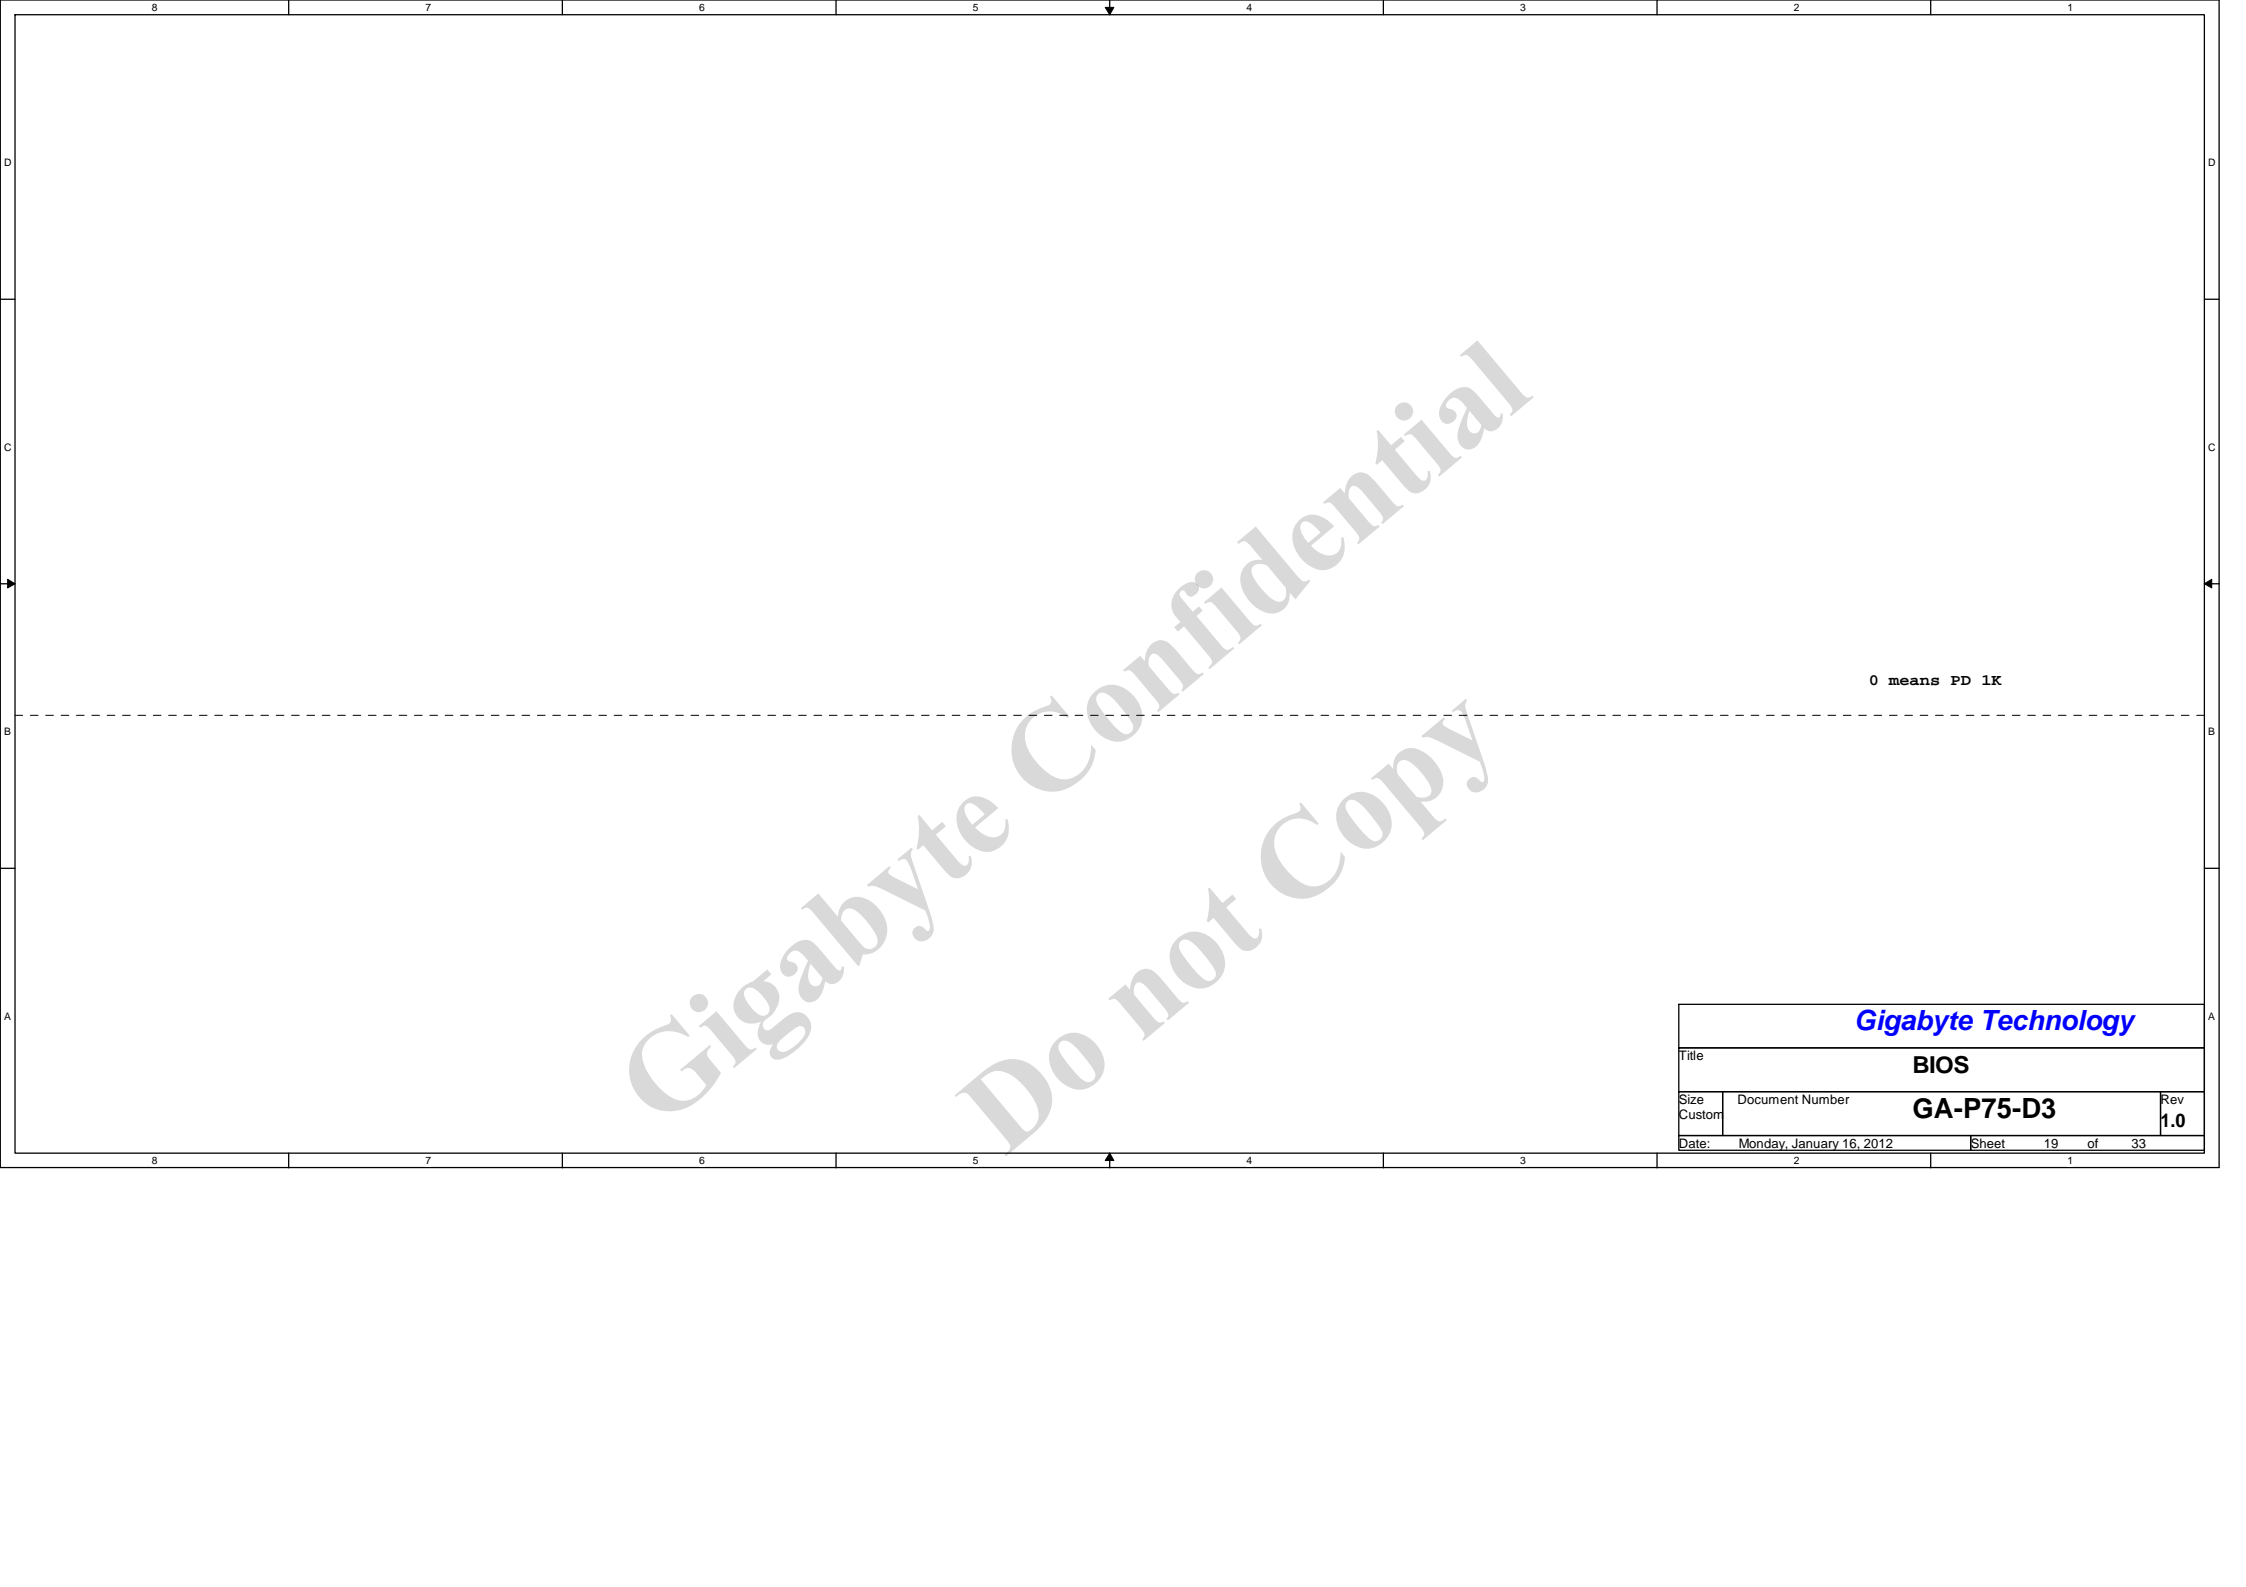 8 7 6 5 4 3 2 1
D D
C C
0 means PD 1K
B B
Gigabyte Confidential
Do not Copy
A A
Gigabyte Technology
Title
BIOS
Size Document Number Rev
Custom GA-P75-D3 1.0
Date: Monday, January 16, 2012 Sheet 19 of 33
8 7 6 5 4 3 2 1